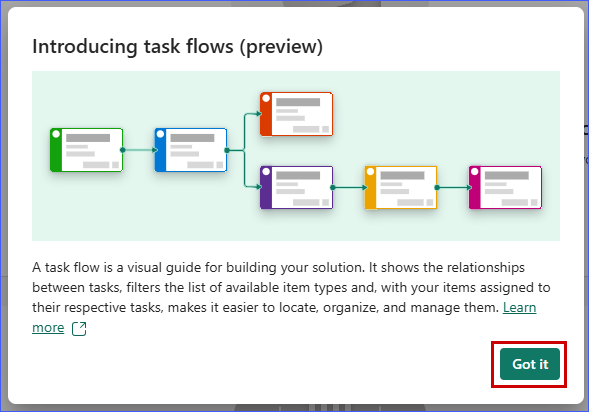 Introducing task flows (preview)
A task flow is a visual guide for building your solution. It shows the relationships
between tasks, filters the list of available item types and, with your items assigned to
their respective tasks, makes it easier to locate, organize, and manage them. Learn
more
Got it